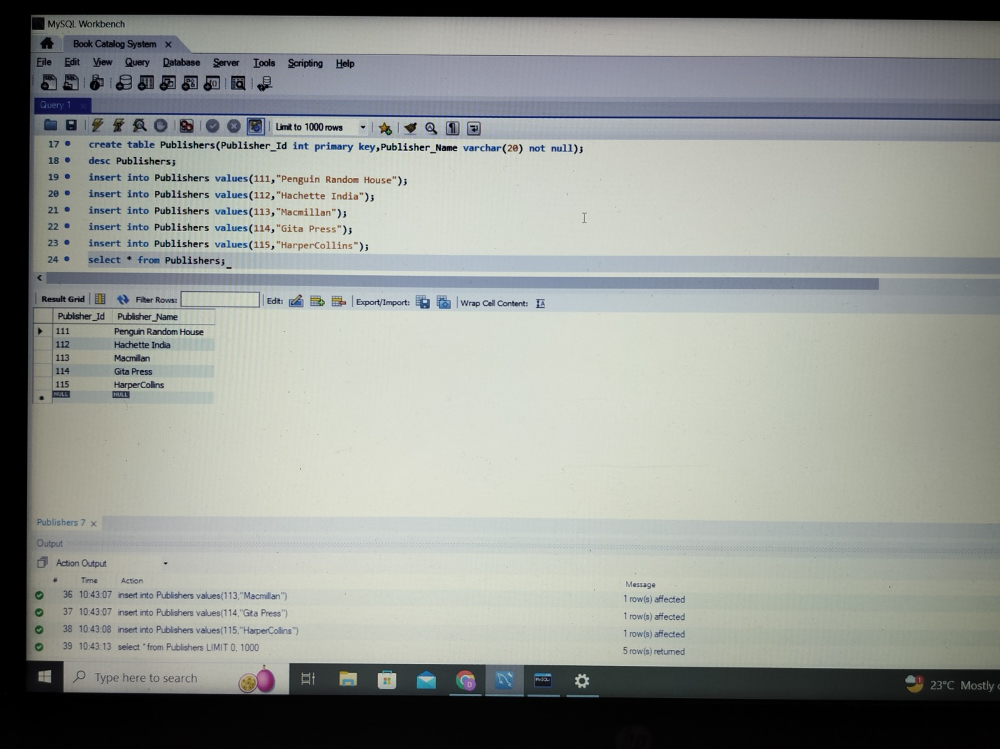 MySQL Workbench
Book Catalog System
File Edit View Query Database Server Tools Scripting Help
Query 1
Limit to 1000 rows
17 create table Publishers(Publisher_Id int primary key,Publisher_Name varchar(20) not null);
18 desc Publishers;
19 insert into Publishers values(111,"Penguin Random House");
20 insert into Publishers values(112,"Hachette India");
21 insert into Publishers values(113,"Macmillan");
22 insert into Publishers values(114,"Gita Press");
23 insert into Publishers values(115,"HarperCollins");
24 select * from Publishers;
Result Grid Filter Rows: Edit: Export/Import: Wrap Cell Content:
Publisher_Id Publisher_Name
111 Penguin Random House
112 Hachette India
113 Macmillan
114 Gita Press
115 HarperCollins
NULL NULL
Publishers 7
Output
Action Output
# Time Action Message
36 10:43:07 insert into Publishers values(113,"Macmillan") 1 row(s) affected
37 10:43:07 insert into Publishers values(114,"Gita Press") 1 row(s) affected
38 10:43:08 insert into Publishers values(115,"HarperCollins") 1 row(s) affected
39 10:43:13 select * from Publishers LIMIT 0, 1000 5 row(s) returned
Type here to search
23°C Mostly